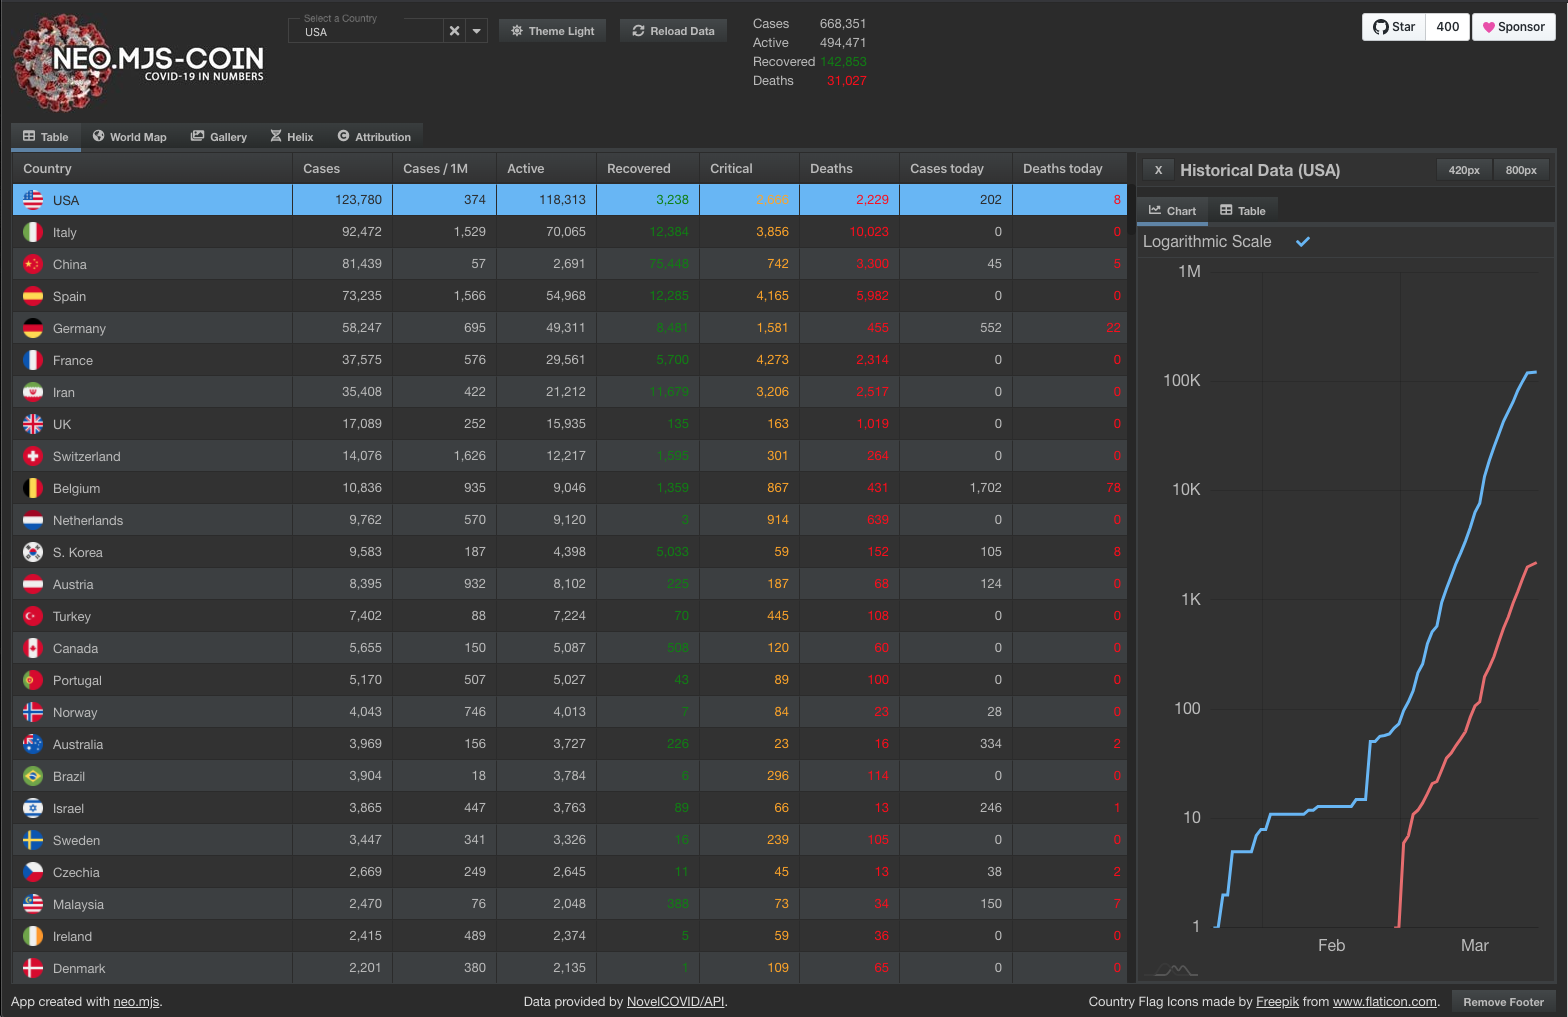 NEO.MJS-COIN
COVID-19 IN NUMBERS
Select a Country
USA
Theme Light
Reload Data
Cases 668,351
Active 494,471
Recovered 142,853
Deaths 31,027
Star 400 Sponsor
Table World Map Gallery Helix Attribution
Country Cases Cases / 1M Active Recovered Critical Deaths Cases today Deaths today
USA 123,780 374 118,313 3,238 2,229 202 8
Italy 92,472 1,529 70,065 12,384 3,856 10,023 0 0
China 81,439 57 2,691 75,448 742 3,300 45 5
Spain 73,235 1,566 54,968 12,285 4,165 5,982 0 0
Germany 58,247 695 49,311 8,481 1,581 455 552 22
France 37,575 576 29,561 5,700 4,273 2,314 0 0
Iran 35,408 422 21,212 11,679 3,206 2,517 0 0
UK 17,089 252 15,935 135 163 1,019 0 0
Switzerland 14,076 1,626 12,217 1,595 301 264 0 0
Belgium 10,836 935 9,046 1,359 867 431 1,702 78
Netherlands 9,762 570 9,120 3 914 639 0 0
S. Korea 9,583 187 4,398 5,033 59 152 105 8
Austria 8,395 932 8,102 225 187 68 124 0
Turkey 7,402 88 7,224 70 445 108 0 0
Canada 5,655 150 5,087 508 120 60 0 0
Portugal 5,170 507 5,027 43 89 100 0 0
Norway 4,043 746 4,013 7 84 23 28 0
Australia 3,969 156 3,727 226 23 16 334 2
Brazil 3,904 18 3,784 6 296 114 0 0
Israel 3,865 447 3,763 89 66 13 246 1
Sweden 3,447 341 3,326 16 239 105 0 0
Czechia 2,669 249 2,645 11 45 13 38 2
Malaysia 2,470 76 2,048 388 73 34 150 7
Ireland 2,415 489 2,374 5 59 36 0 0
Denmark 2,201 380 2,135 1 109 65 0 0
X Historical Data (USA) 420px 800px
Chart Table
Logarithmic Scale
1M
100K
10K
1K
100
10
1
Feb Mar
App created with neo.mjs.
Data provided by NovelCOVID/API.
Country Flag Icons made by Freepik from www.flaticon.com.
Remove Footer